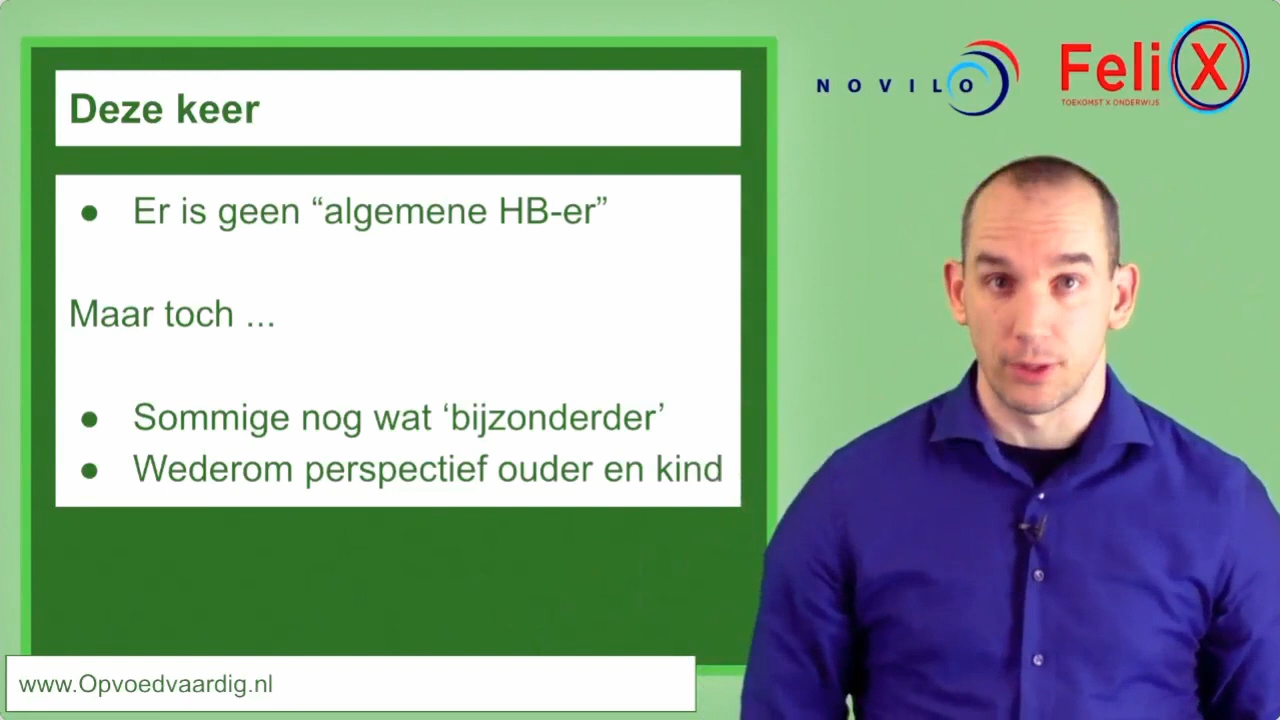 NOVILO
FeliX
TOEKOMST X ONDERWIJS
Deze keer
● Er is geen “algemene HB-er”
Maar toch ...
● Sommige nog wat ‘bijzonderder’
● Wederom perspectief ouder en kind
www.Opvoedvaardig.nl